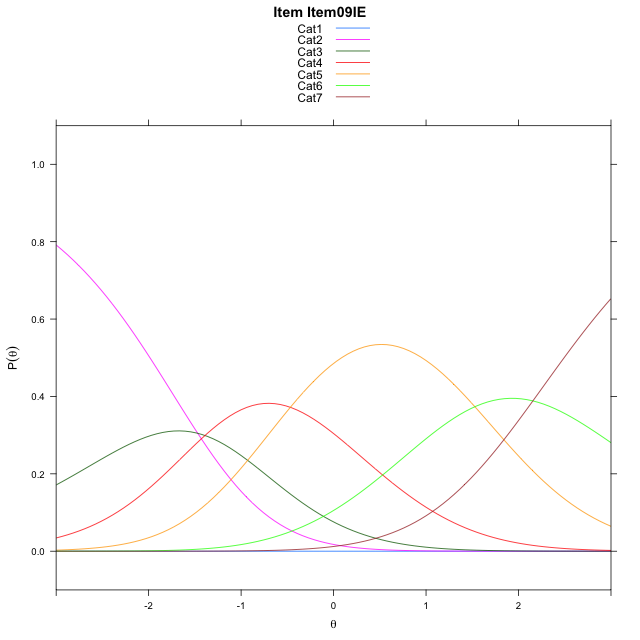 Item Item09IE
Cat1
Cat2
Cat3
Cat4
Cat5
Cat6
Cat7
1.0
0.8
0.6
0.4
0.2
0.0
P(θ)
-2 -1 0 1 2
θ